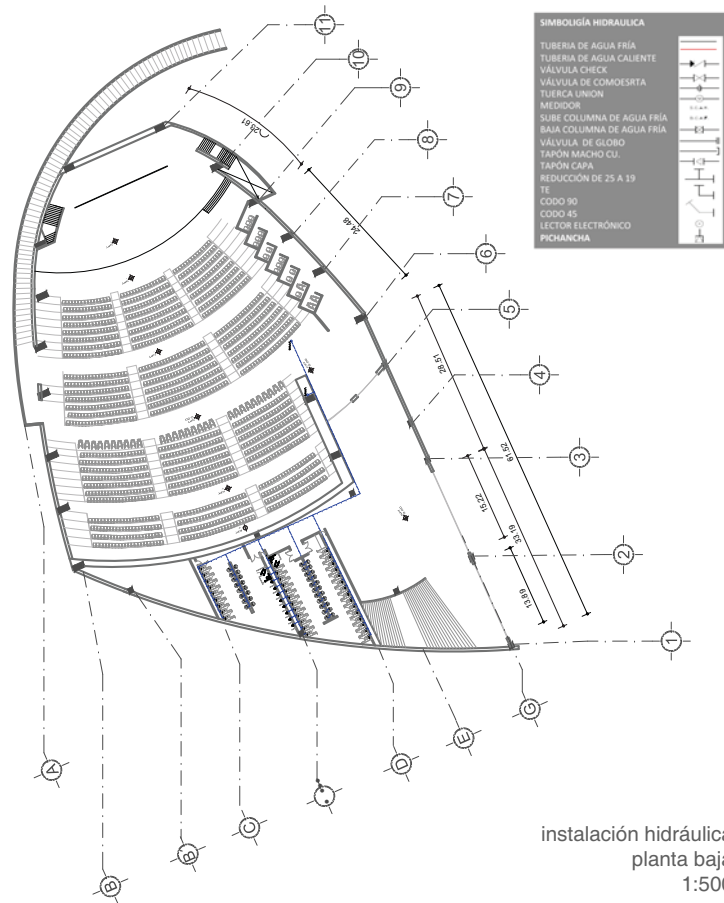 SIMBOLIGÍA HIDRAULICA
TUBERIA DE AGUA FRÍA
TUBERIA DE AGUA CALIENTE
VÁLVULA CHECK
VÁLVULA DE COMOESRTA
TUERCA UNION
MEDIDOR
SUBE COLUMNA DE AGUA FRÍA
BAJA COLUMNA DE AGUA FRÍA
VÁLVULA DE GLOBO
TAPÓN MACHO CU.
TAPÓN CAPA
REDUCCIÓN DE 25 A 19
TE
CODO 90
CODO 45
LECTOR ELECTRÓNICO
PICHANCHA
11
10
9
8
7
6
5
4
3
2
1
24.48
28.51
61.52
15.22
33.19
13.89
A
B
B
C
D
E
G
instalación hidráulica
planta baja
1:500